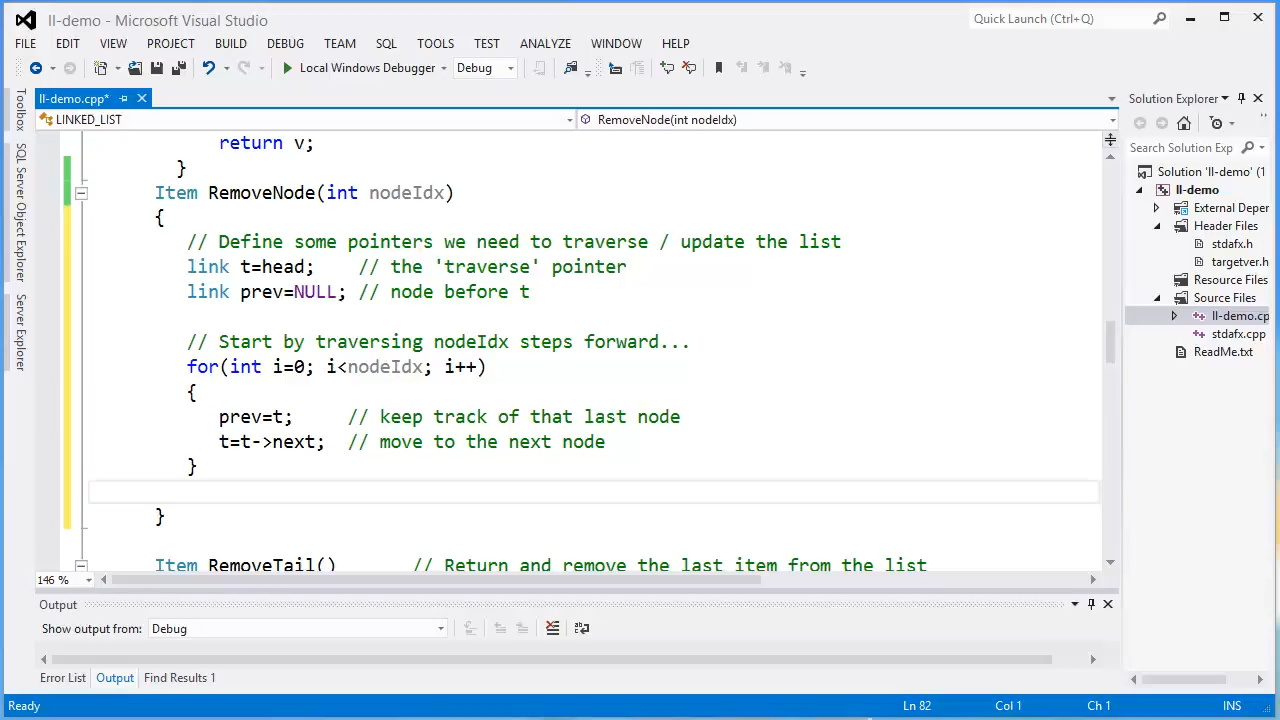 ll-demo - Microsoft Visual Studio
Quick Launch (Ctrl+Q)
FILE EDIT VIEW PROJECT BUILD DEBUG TEAM SQL TOOLS TEST ANALYZE WINDOW HELP
Local Windows Debugger Debug
Toolbox
SQL Server Object Explorer
Server Explorer
ll-demo.cpp*
LINKED_LIST RemoveNode(int nodeIdx)
return v;
}
Item RemoveNode(int nodeIdx)
{
// Define some pointers we need to traverse / update the list
link t=head; // the 'traverse' pointer
link prev=NULL; // node before t
// Start by traversing nodeIdx steps forward...
for(int i=0; i<nodeIdx; i++)
{
prev=t; // keep track of that last node
t=t->next; // move to the next node
}
}
Item RemoveTail() // Return and remove the last item from the list
146 %
Solution Explorer
Search Solution Exp
Solution 'll-demo' (1
ll-demo
External Deper
Header Files
stdafx.h
targetver.h
Resource Files
Source Files
ll-demo.cp
stdafx.cpp
ReadMe.txt
Output
Show output from: Debug
Error List Output Find Results 1
Ready Ln 82 Col 1 Ch 1 INS